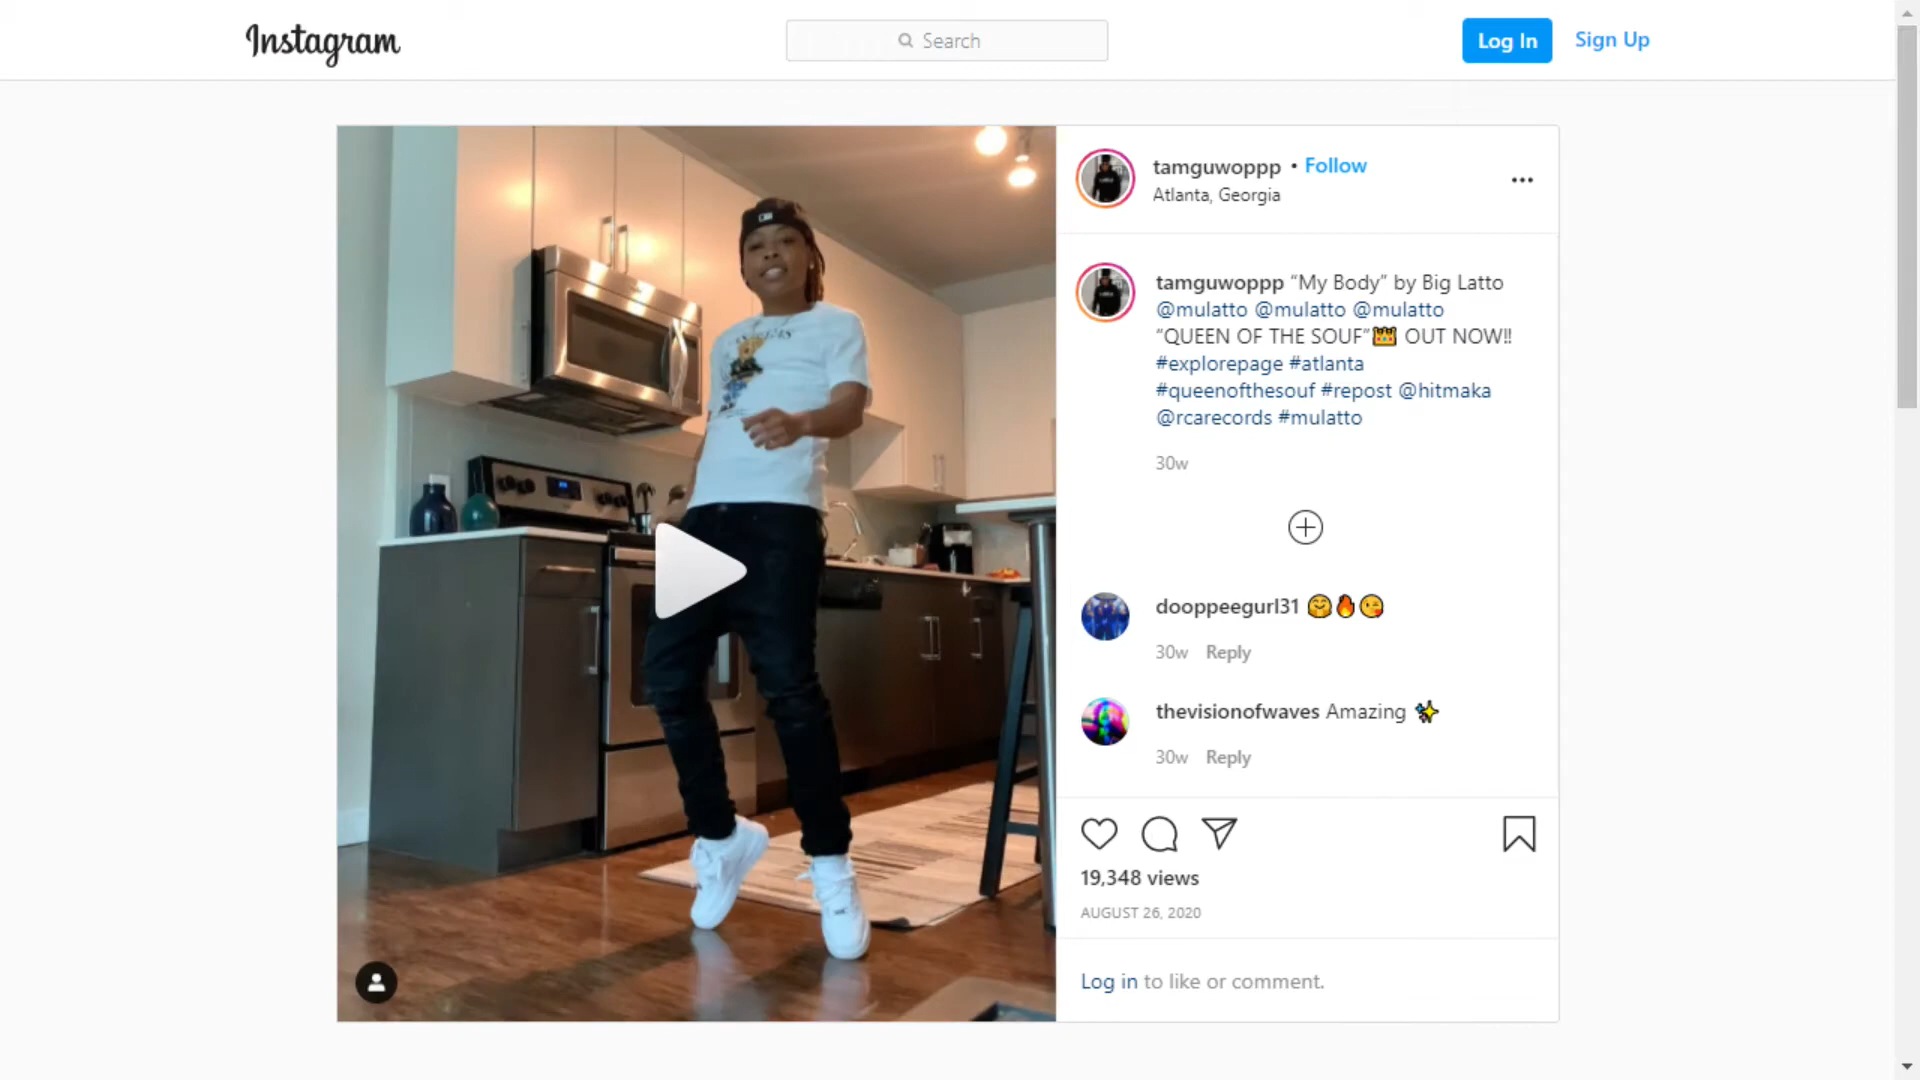 Instagram
Search
Log In
Sign Up
tamguwoppp • Follow
Atlanta, Georgia
tamguwoppp “My Body” by Big Latto
@mulatto @mulatto @mulatto
“QUEEN OF THE SOUF”👑 OUT NOW!!
#explorepage #atlanta
#queenofthesouf #repost @hitmaka
@rcarecords #mulatto
30w
dooppeegurl31 🤗🔥😘
30w Reply
thevisionofwaves Amazing ✨
30w Reply
19,348 views
AUGUST 26, 2020
Log in to like or comment.